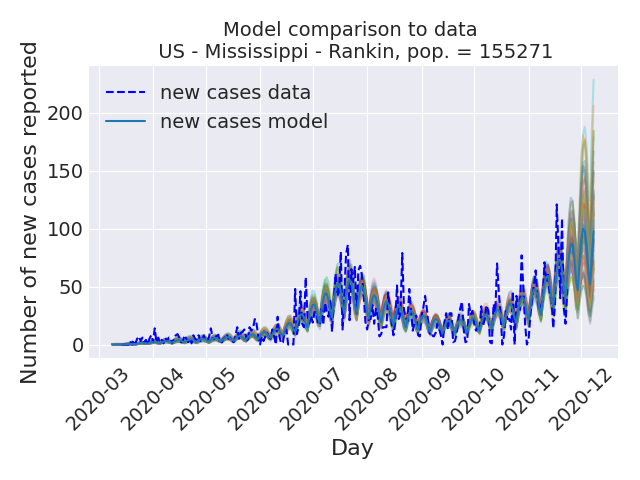 Model comparison to data
US - Mississippi - Rankin, pop. = 155271
Number of new cases reported
new cases data
new cases model
200
150
100
50
0
2020-03
2020-04
2020-05
2020-06
2020-07
2020-08
2020-09
2020-10
2020-11
2020-12
Day